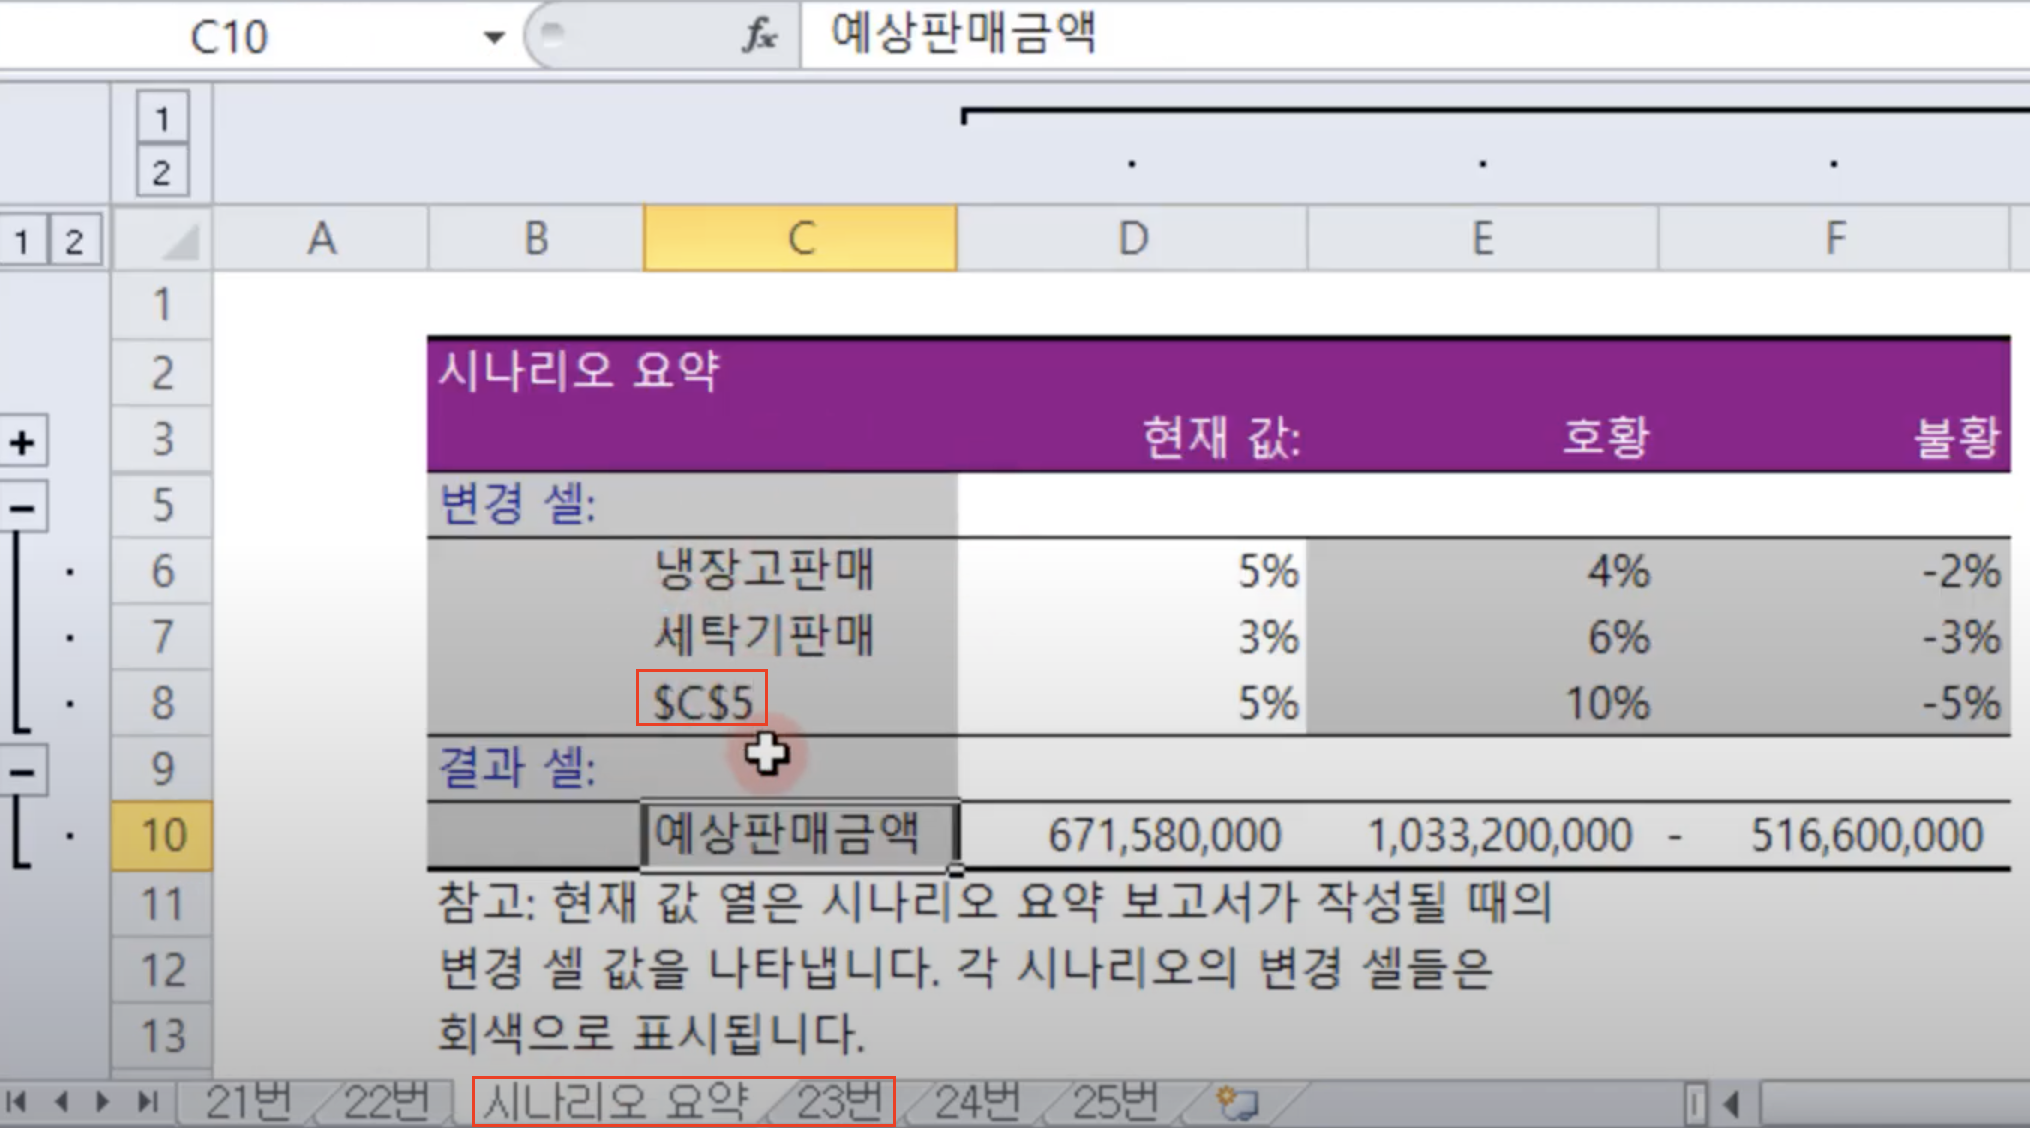 C10 fx 예상판매금액
1
2
1 2 A B C D E F
1
2 시나리오 요약
3 현재 값: 호황 불황
5 변경 셀:
6 냉장고판매 5% 4% -2%
7 세탁기판매 3% 6% -3%
8 $C$5 5% 10% -5%
9 결과 셀:
10 예상판매금액 671,580,000 1,033,200,000 - 516,600,000
11 참고: 현재 값 열은 시나리오 요약 보고서가 작성될 때의
12 변경 셀 값을 나타냅니다. 각 시나리오의 변경 셀들은
13 회색으로 표시됩니다.
21번 22번 시나리오 요약 23번 24번 25번